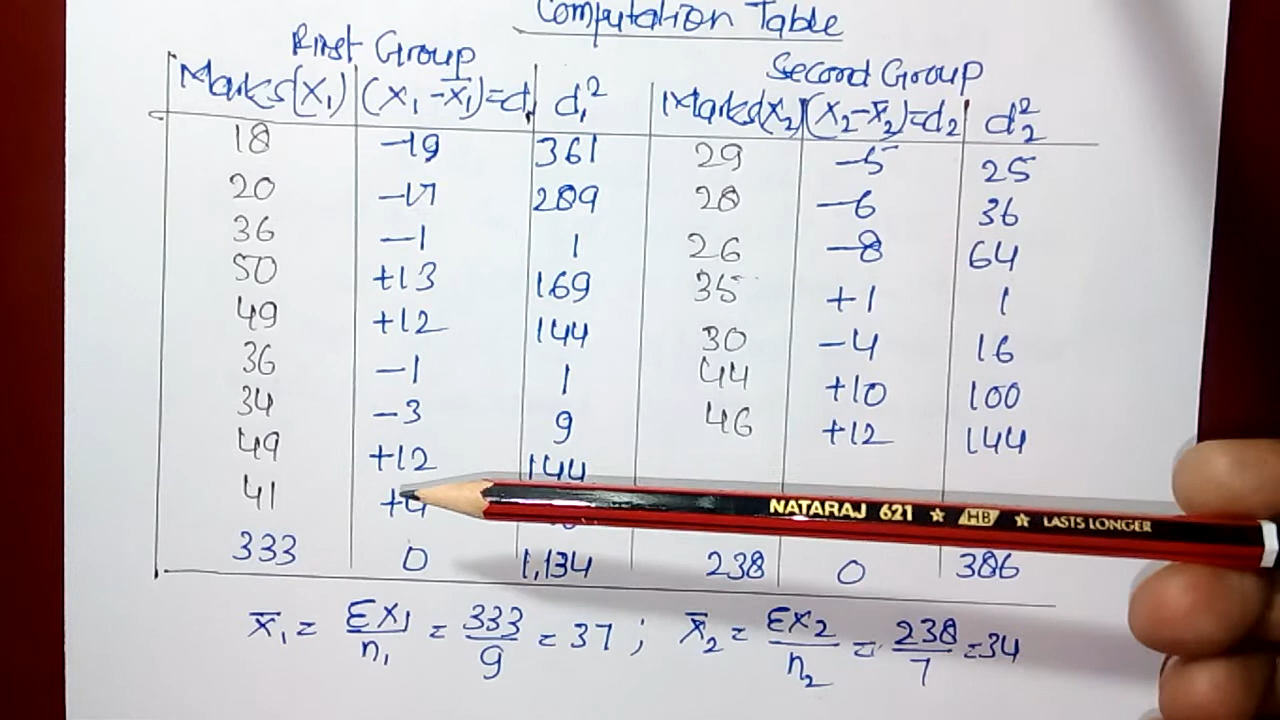 Computation Table
First Group
Second Group
Marks(X₁) (X₁-X̄₁)=d₁ d₁² Marks(X₂) (X₂-X̄₂)=d₂ d₂²
18 -19 361 29 -5 25
20 -17 289 28 -6 36
36 -1 1 26 -8 64
50 +13 169 35 +1 1
49 +12 144 30 -4 16
36 -1 1 44 +10 100
34 -3 9 46 +12 144
49 +12 144
41 +4
NATARAJ 621 ☆ HB ☆ LASTS LONGER
333 0 1,134 238 0 386
X̄₁ = ΣX₁/n₁ = 333/9 = 37 ; X̄₂ = ΣX₂/n₂ = 238/7 = 34